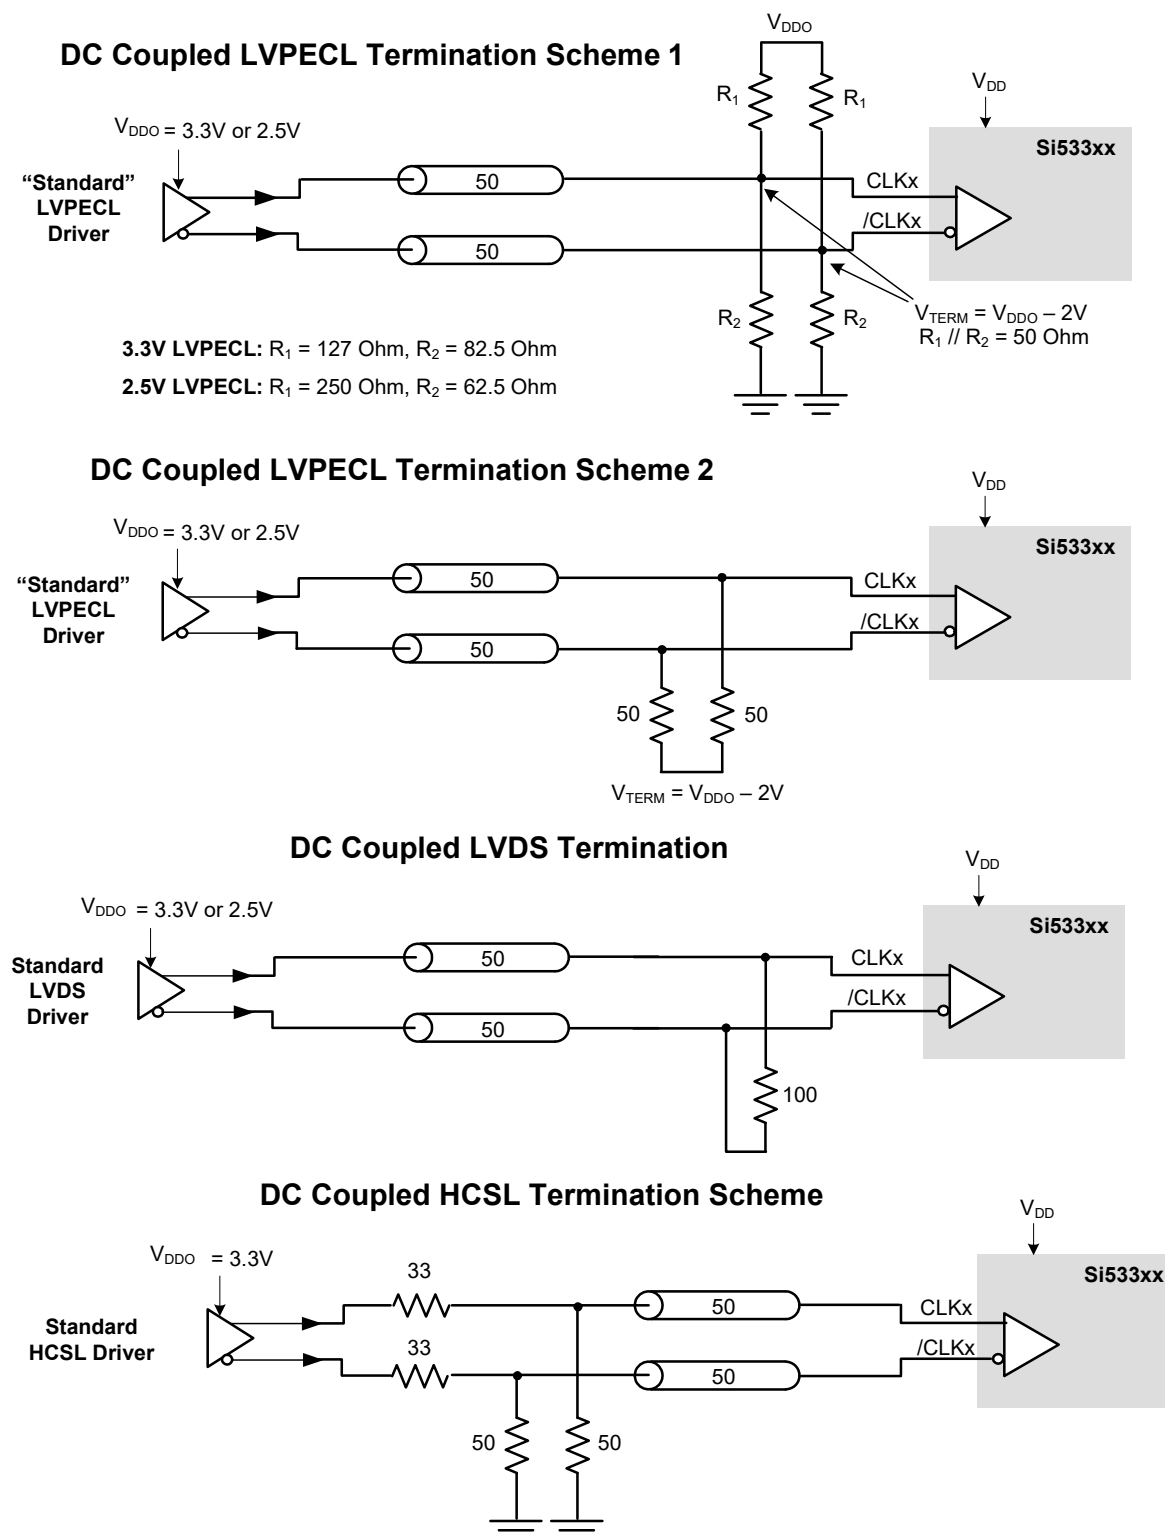 DC Coupled LVPECL Termination Scheme 1
VDDO
R1
R1
VDD
VDDO = 3.3V or 2.5V
Si533xx
“Standard”
LVPECL
Driver
50
CLKx
50
/CLKx
R2
R2
VTERM = VDDO – 2V
R1 // R2 = 50 Ohm
3.3V LVPECL: R1 = 127 Ohm, R2 = 82.5 Ohm
2.5V LVPECL: R1 = 250 Ohm, R2 = 62.5 Ohm
DC Coupled LVPECL Termination Scheme 2
VDD
VDDO = 3.3V or 2.5V
Si533xx
“Standard”
LVPECL
Driver
50
CLKx
50
/CLKx
50
50
VTERM = VDDO – 2V
DC Coupled LVDS Termination
VDD
VDDO = 3.3V or 2.5V
Si533xx
Standard
LVDS
Driver
50
CLKx
50
/CLKx
100
DC Coupled HCSL Termination Scheme
VDD
VDDO = 3.3V
Si533xx
33
50
CLKx
Standard
HCSL Driver
33
50
/CLKx
50
50